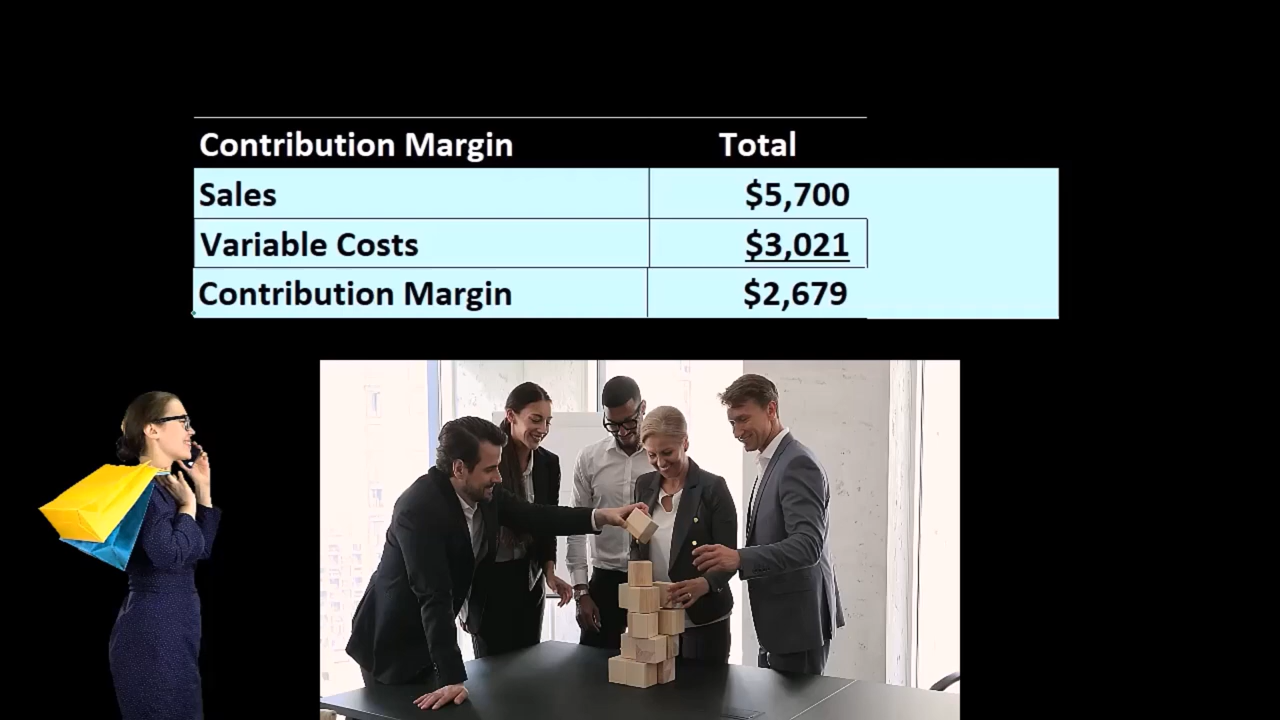 Contribution Margin Total
Sales $5,700
Variable Costs $3,021
Contribution Margin $2,679